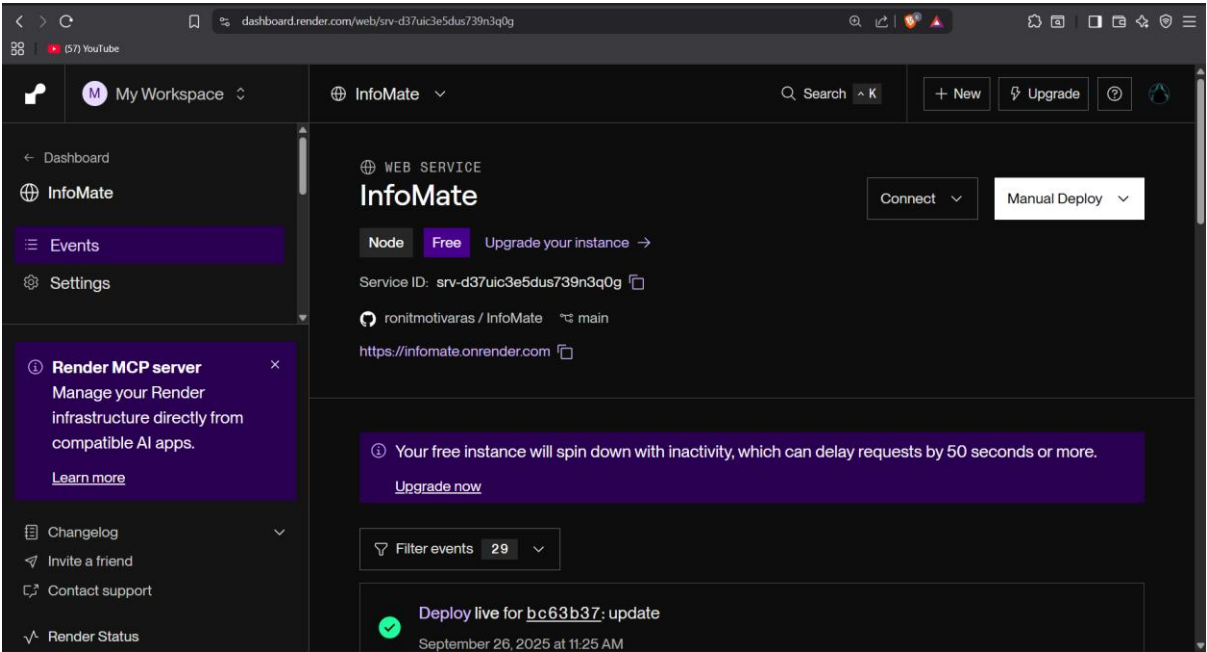 dashboard.render.com/web/srv-d37uic3e5dus739n3q0g
(57) YouTube
M My Workspace
InfoMate
Search ^ K
+ New
Upgrade
← Dashboard
InfoMate
Events
Settings
Render MCP server ×
Manage your Render
infrastructure directly from
compatible AI apps.
Learn more
Changelog
Invite a friend
Contact support
Render Status
WEB SERVICE
InfoMate
Connect
Manual Deploy
Node Free Upgrade your instance →
Service ID: srv-d37uic3e5dus739n3q0g
ronitmotivaras / InfoMate main
https://infomate.onrender.com
Your free instance will spin down with inactivity, which can delay requests by 50 seconds or more.
Upgrade now
Filter events 29
Deploy live for bc63b37: update
September 26, 2025 at 11:25 AM